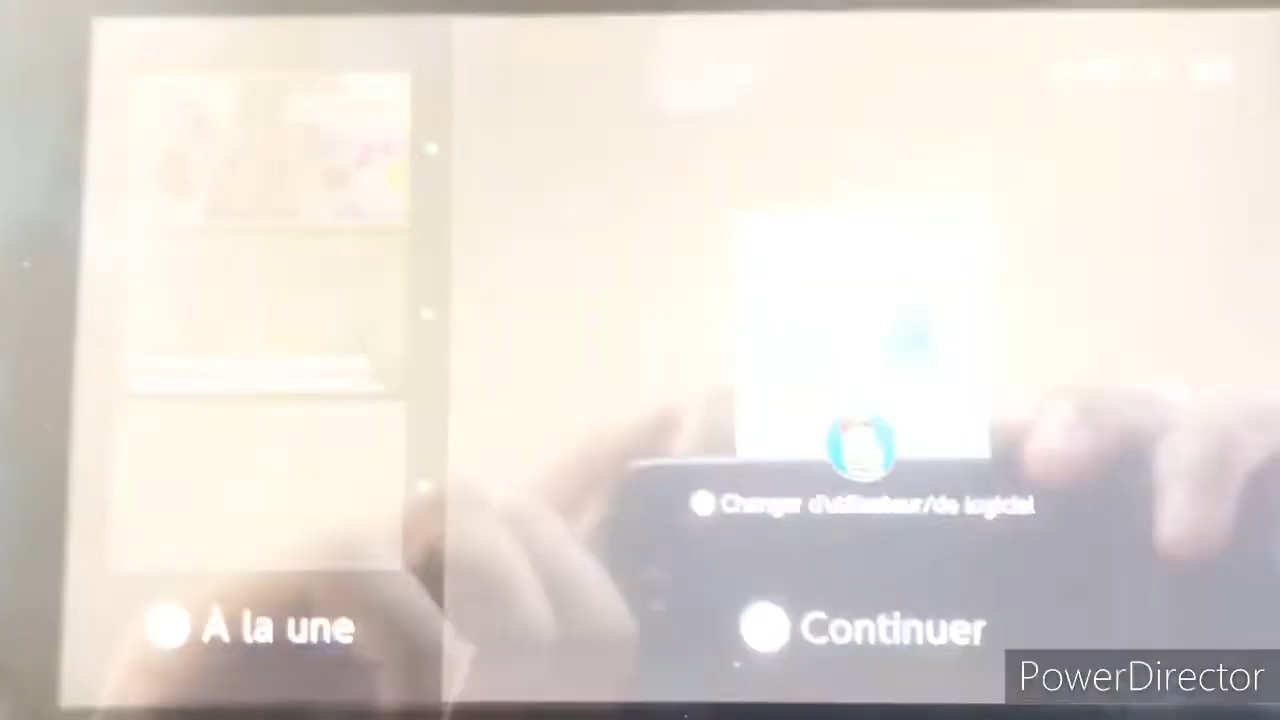 Changer d'utilisateur/de logiciel
À la une
Continuer
PowerDirector